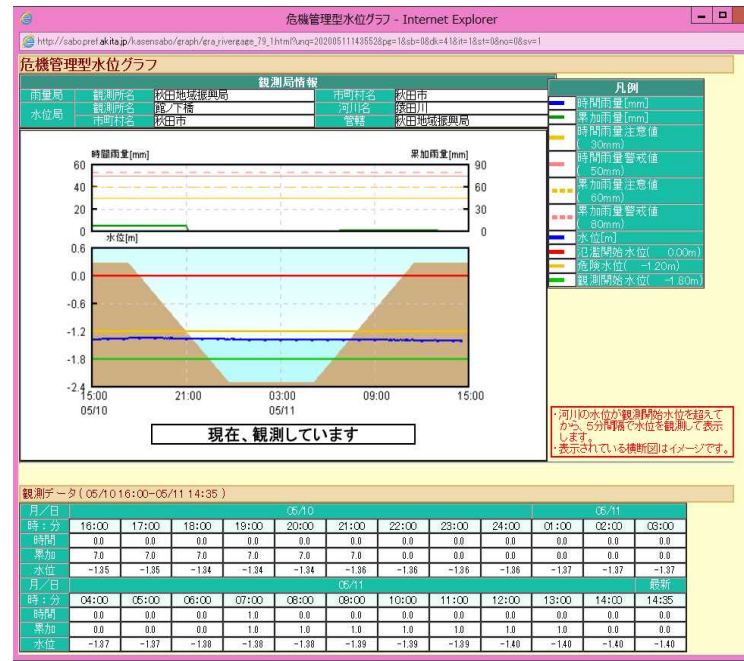 危機管理型水位グラフ - Internet Explorer
http://sabo.pref.akita.jp/kasensabo/graph/gra_rivergage_79_1.html?unq=20200511143552&pg=1&sb=0&dk=41&it=1&st=0&no=0&sv=1
危機管理型水位グラフ
観測局情報
雨量局 観測所名 秋田地域振興局 市町村名 秋田市
水位局 観測所名 館ノ下橋 河川名 猿田川
市町村名 秋田市 管轄 秋田地域振興局
凡例
時間雨量[mm]
累加雨量[mm]
時間雨量注意値
( 30mm)
時間雨量警戒値
( 50mm)
累加雨量注意値
( 60mm)
累加雨量警戒値
( 80mm)
水位[m]
氾濫開始水位( 0.00m)
危険水位( -1.20m)
観測開始水位( -1.80m)
時間雨量[mm] 累加雨量[mm]
60 90
40 60
20 30
0 0
水位[m]
0.6
0.0
-0.6
-1.2
-1.8
-2.4
15:00 21:00 03:00 09:00 15:00
05/10 05/11
現在、観測しています
・河川の水位が観測開始水位を超えて
から、5分間隔で水位を観測して表示
します。
・表示されている横断図はイメージです。
観測データ ( 05/10 16:00-05/11 14:35 )
月/日 05/10 05/11
時:分 16:00 17:00 18:00 19:00 20:00 21:00 22:00 23:00 24:00 01:00 02:00 03:00
時間 0.0 0.0 0.0 0.0 0.0 0.0 0.0 0.0 0.0 0.0 0.0 0.0
累加 7.0 7.0 7.0 7.0 7.0 7.0 0.0 0.0 0.0 0.0 0.0 0.0
水位 -1.35 -1.35 -1.34 -1.34 -1.34 -1.36 -1.36 -1.36 -1.36 -1.37 -1.37 -1.37
月/日 05/11 最新
時:分 04:00 05:00 06:00 07:00 08:00 09:00 10:00 11:00 12:00 13:00 14:00 14:35
時間 0.0 0.0 0.0 1.0 0.0 0.0 0.0 0.0 0.0 0.0 0.0 0.0
累加 0.0 0.0 0.0 1.0 1.0 1.0 1.0 1.0 1.0 1.0 0.0 0.0
水位 -1.37 -1.37 -1.38 -1.38 -1.38 -1.39 -1.39 -1.39 -1.40 -1.40 -1.40 -1.40